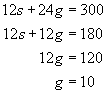 12s + 24g = 300
12s + 12g = 180
12g = 120
g = 10